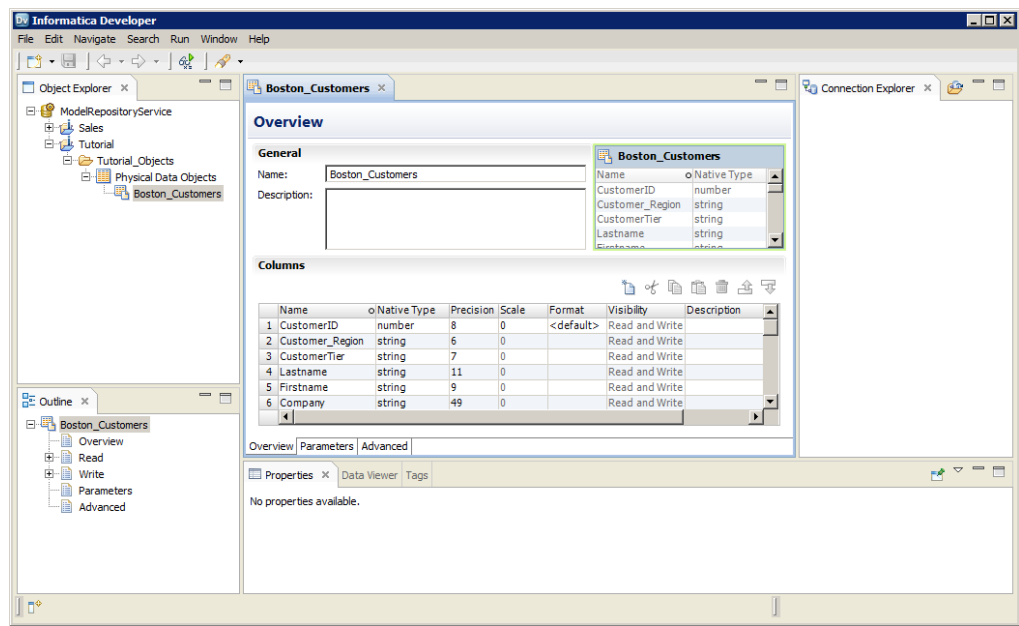 Informatica Developer
File Edit Navigate Search Run Window Help
Object Explorer
ModelRepositoryService
Sales
Tutorial
Tutorial_Objects
Physical Data Objects
Boston_Customers
Outline
Boston_Customers
Overview
Read
Write
Parameters
Advanced
Boston_Customers
Overview
General
Name: Boston_Customers
Description:
Boston_Customers
Name Native Type
CustomerID number
Customer_Region string
CustomerTier string
Lastname string
Firstname string
Columns
Name Native Type Precision Scale Format Visibility Description
1 CustomerID number 8 0 <default> Read and Write
2 Customer_Region string 6 0 Read and Write
3 CustomerTier string 7 0 Read and Write
4 Lastname string 11 0 Read and Write
5 Firstname string 9 0 Read and Write
6 Company string 49 0 Read and Write
Overview Parameters Advanced
Connection Explorer
Properties Data Viewer Tags
No properties available.